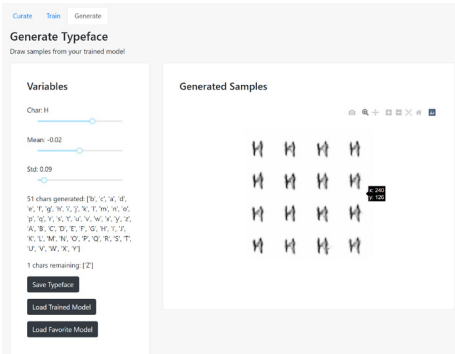 Curate Train Generate
Generate Typeface
Draw samples from your trained model
Variables
Char: H
Mean: -0.02
Std: 0.09
51 chars generated: ['b', 'c', 'a', 'd',
'e', 'f', 'g', 'h', 'i', 'j', 'k', 'l', 'm', 'n', 'o',
'p', 'q', 'r', 's', 't', 'u', 'v', 'w', 'x', 'y', 'z',
'A', 'B', 'C', 'D', 'E', 'F', 'G', 'H', 'I', 'J',
'K', 'L', 'M', 'N', 'O', 'P', 'Q', 'R', 'S', 'T',
'U', 'V', 'W', 'X', 'Y']
1 chars remaining: ['Z']
Save Typeface
Load Trained Model
Load Favorite Model
Generated Samples
H H H H
H H H H
x: 240
y: 126
H H H H
H H H H